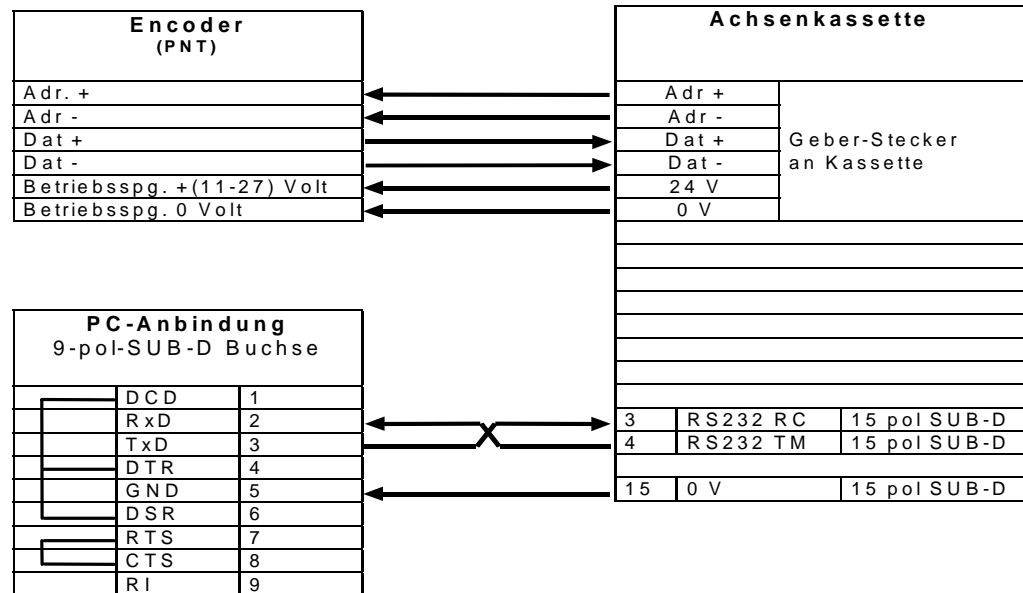 Encoder
(PNT)
Adr. +
Adr -
Dat +
Dat -
Betriebsspg. +(11-27) Volt
Betriebsspg. 0 Volt
Achsenkassette
Adr +
Adr -
Dat +
Dat -
24 V
0 V
Geber-Stecker
an Kassette
PC-Anbindung
9-pol-SUB-D Buchse
DCD 1
RxD 2
TxD 3
DTR 4
GND 5
DSR 6
RTS 7
CTS 8
RI 9
3 RS232 RC 15 pol SUB-D
4 RS232 TM 15 pol SUB-D
15 0 V 15 pol SUB-D